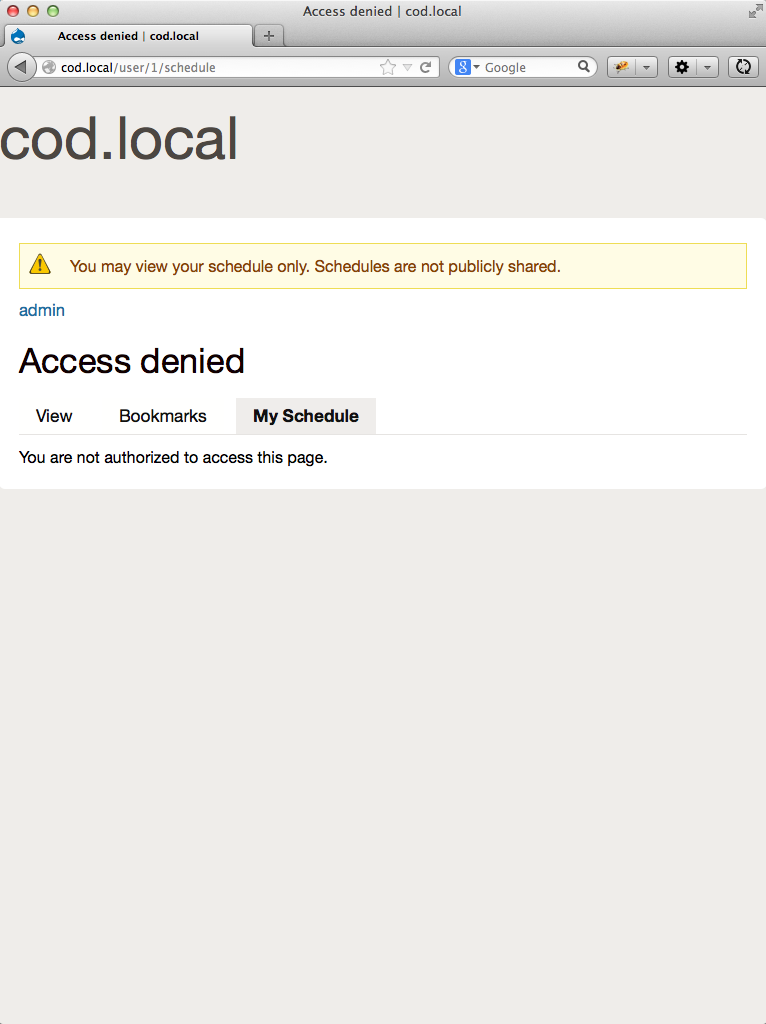 Access denied | cod.local
Access denied | cod.local
cod.local/user/1/schedule
Google
cod.local
You may view your schedule only. Schedules are not publicly shared.
admin
Access denied
View Bookmarks My Schedule
You are not authorized to access this page.